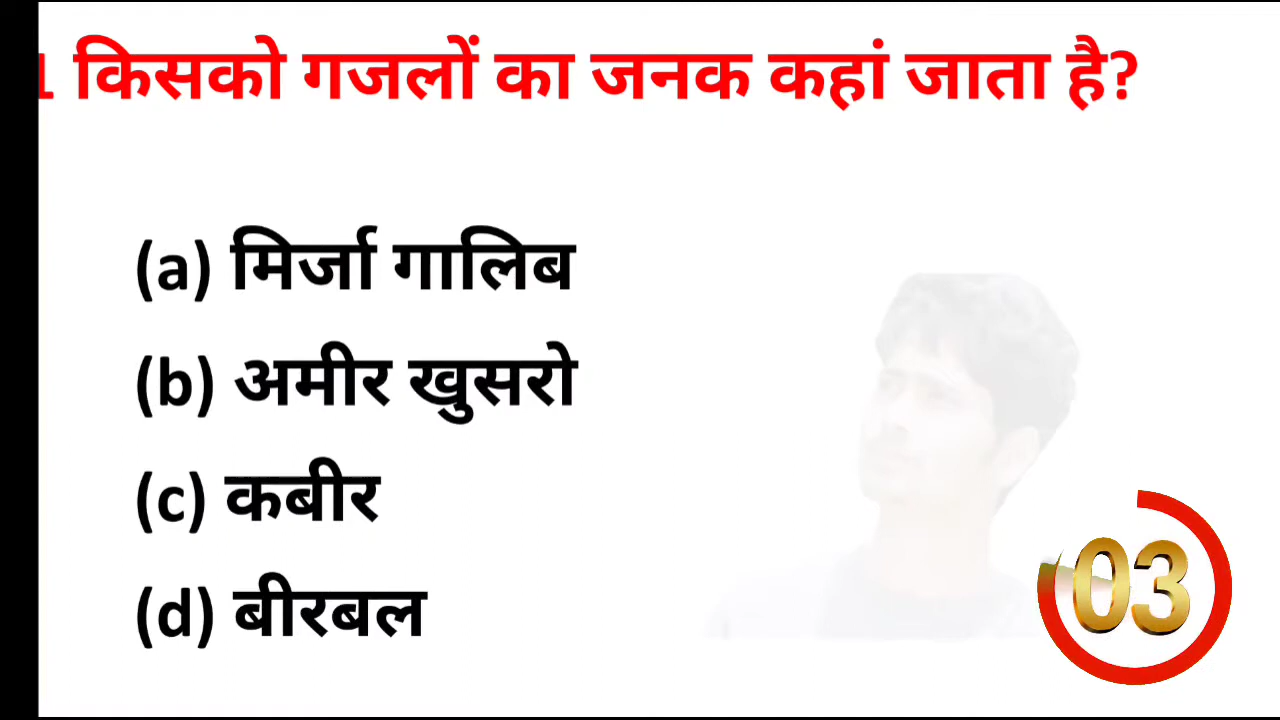 1 किसको गजलों का जनक कहां जाता है?
(a) मिर्जा गालिब
(b) अमीर खुसरो
(c) कबीर
(d) बीरबल
03